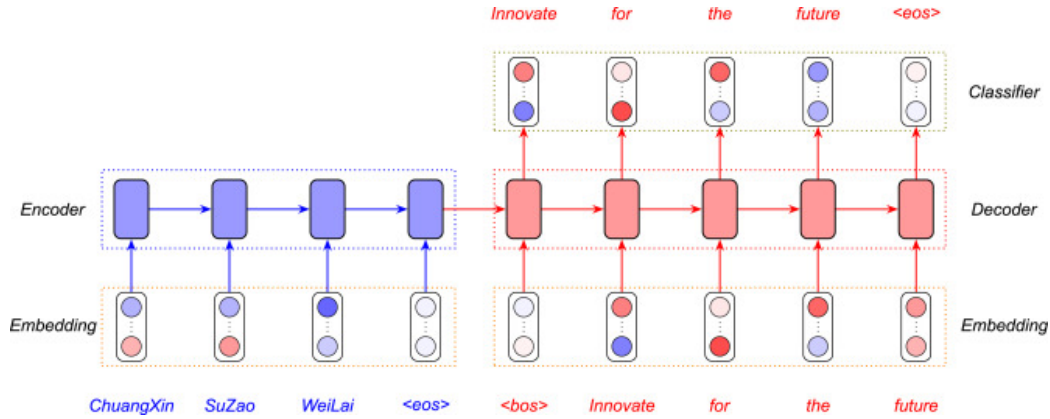 Innovate for the future <eos>
Classifier
Encoder Decoder
Embedding Embedding
ChuangXin SuZao WeiLai <eos> <bos> Innovate for the future